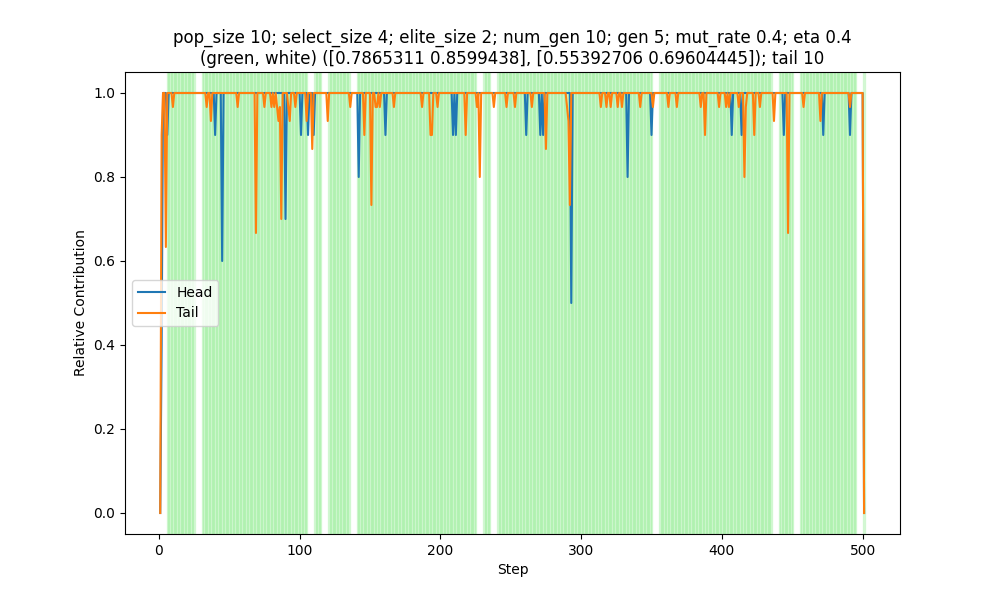 pop_size 10; select_size 4; elite_size 2; num_gen 10; gen 5; mut_rate 0.4; eta 0.4
(green, white) ([0.7865311 0.8599438], [0.55392706 0.69604445]); tail 10
1.0
0.8
0.6
0.4
0.2
0.0
Relative Contribution
Head
Tail
0
100
200
300
400
500
Step